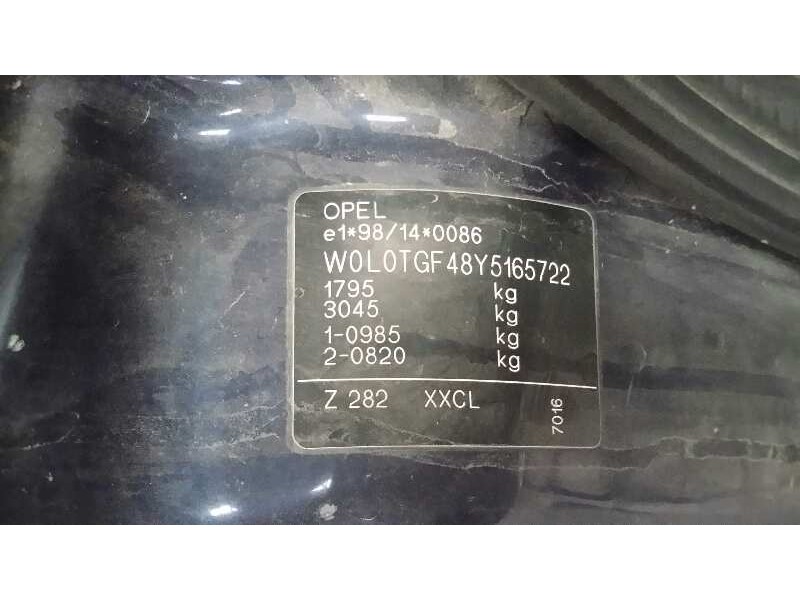 OPEL
e1*98/14*0086
W0L0TGF48Y5165722
1795 kg
3045 kg
1-0985 kg
2-0820 kg
Z 282 XXCL
7016